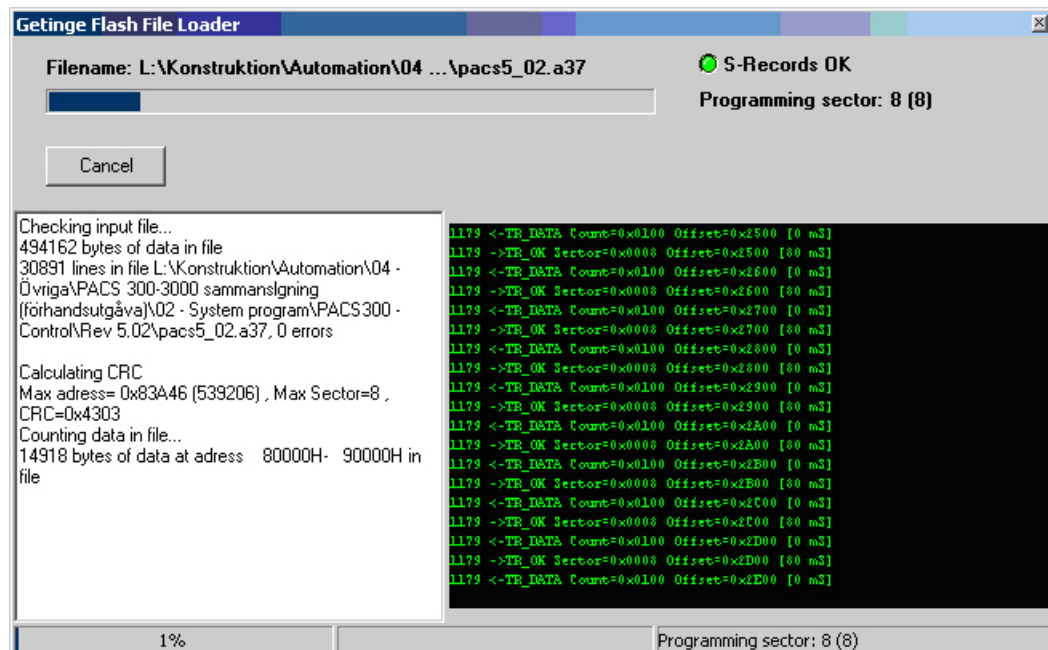 Getinge Flash File Loader
Filename: L:\Konstruktion\Automation\04 ...\pacs5_02.a37
S-Records OK
Programming sector: 8 (8)
Cancel
Checking input file...
494162 bytes of data in file
30891 lines in file L:\Konstruktion\Automation\04 -
Övriga\PACS 300-3000 sammanslgning
(förhandsutgåva)\02 - System program\PACS300 -
Control\Rev 5.02\pacs5_02.a37, 0 errors
Calculating CRC
Max adress= 0x83A46 (539206) , Max Sector=8 ,
CRC=0x4303
Counting data in file...
14918 bytes of data at adress 80000H- 90000H in
file
1179 <-TR_DATA Count=0x0100 Offset=0x2500 [0 mS]
1179 ->TR_OK Sector=0x0008 Offset=0x2500 [80 mS]
1179 <-TR_DATA Count=0x0100 Offset=0x2600 [0 mS]
1179 ->TR_OK Sector=0x0008 Offset=0x2600 [80 mS]
1179 <-TR_DATA Count=0x0100 Offset=0x2700 [0 mS]
1179 ->TR_OK Sector=0x0008 Offset=0x2700 [80 mS]
1179 <-TR_DATA Count=0x0100 Offset=0x2800 [0 mS]
1179 ->TR_OK Sector=0x0008 Offset=0x2800 [80 mS]
1179 <-TR_DATA Count=0x0100 Offset=0x2900 [0 mS]
1179 ->TR_OK Sector=0x0008 Offset=0x2900 [80 mS]
1179 <-TR_DATA Count=0x0100 Offset=0x2A00 [0 mS]
1179 ->TR_OK Sector=0x0008 Offset=0x2A00 [80 mS]
1179 <-TR_DATA Count=0x0100 Offset=0x2B00 [0 mS]
1179 ->TR_OK Sector=0x0008 Offset=0x2B00 [80 mS]
1179 <-TR_DATA Count=0x0100 Offset=0x2C00 [0 mS]
1179 ->TR_OK Sector=0x0008 Offset=0x2C00 [80 mS]
1179 <-TR_DATA Count=0x0100 Offset=0x2D00 [0 mS]
1179 ->TR_OK Sector=0x0008 Offset=0x2D00 [80 mS]
1179 <-TR_DATA Count=0x0100 Offset=0x2E00 [0 mS]
1%
Programming sector: 8 (8)